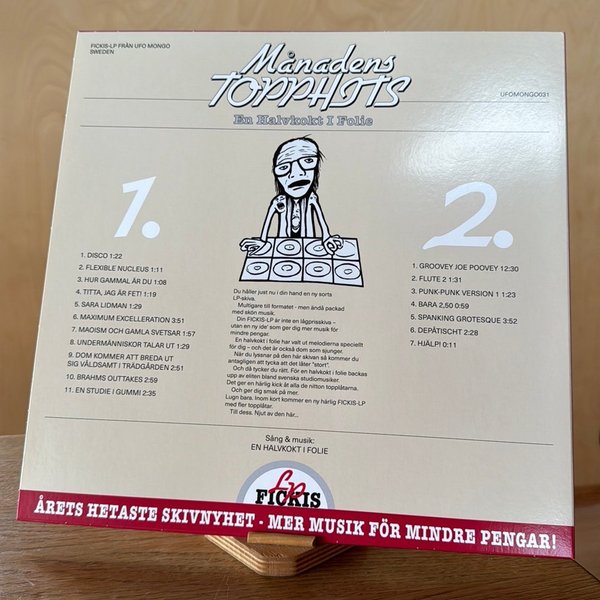 FICKIS-LP FRÅN UFO MONGO
SWEDEN
Månadens
TOPPHITS
UFOMONGO031
En Halvkokt I Folie
1.
1. DISCO 1:22
2. FLEXIBLE NUCLEUS 1:11
3. HUR GAMMAL ÄR DU 1:08
4. TITTA, JAG ÄR FET! 1:19
5. SARA LIDMAN 1:29
6. MAXIMUM EXCELLERATION 3:51
7. MAOISM OCH GAMLA SVETSAR 1:57
8. UNDERMÄNNISKOR TALAR UT 1:29
9. DOM KOMMER ATT BREDA UT
SIG VÅLDSAMT I TRÄDGÅRDEN 2:51
10. BRAHMS OUTTAKES 2:59
11. EN STUDIE I GUMMI 2:35
Du håller just nu i din hand en ny sorts
LP-skiva.
Multigare till formatet - men ändå packad
med skön musik.
Din FICKIS-LP är inte en lågprisskiva –
utan en ny ide' som ger dig mer musik för
mindre pengar.
En halvkokt i folie har valt ut melodierna speciellt
för dig – och det är också dom som sjunger.
När du lyssnar på den här skivan så kommer du
antagligen att tycka att det låter "stort".
Och då tycker du rätt. För en halvkokt i folie backas
upp av eliten bland svenska studiomusiker.
Det ger en härlig kick åt alla de nitton topplåtarna.
Och ger dig smak på mer.
Lugn bara. Inom kort kommer en ny härlig FICKIS-LP
med fler topplåtar.
Till dess. Njut av den här...
2.
1. GROOVEY JOE POOVEY 12:30
2. FLUTE 2 1:31
3. PUNK-PUNK VERSION 1 1:23
4. BARA 2,50 0:59
5. SPANKING GROTESQUE 3:52
6. DEPÅTISCHT 2:28
7. HJÄLP! 0:11
Sång & musik:
EN HALVKOKT I FOLIE
LP
FICKIS
ÅRETS HETASTE SKIVNYHET - MER MUSIK FÖR MINDRE PENGAR!